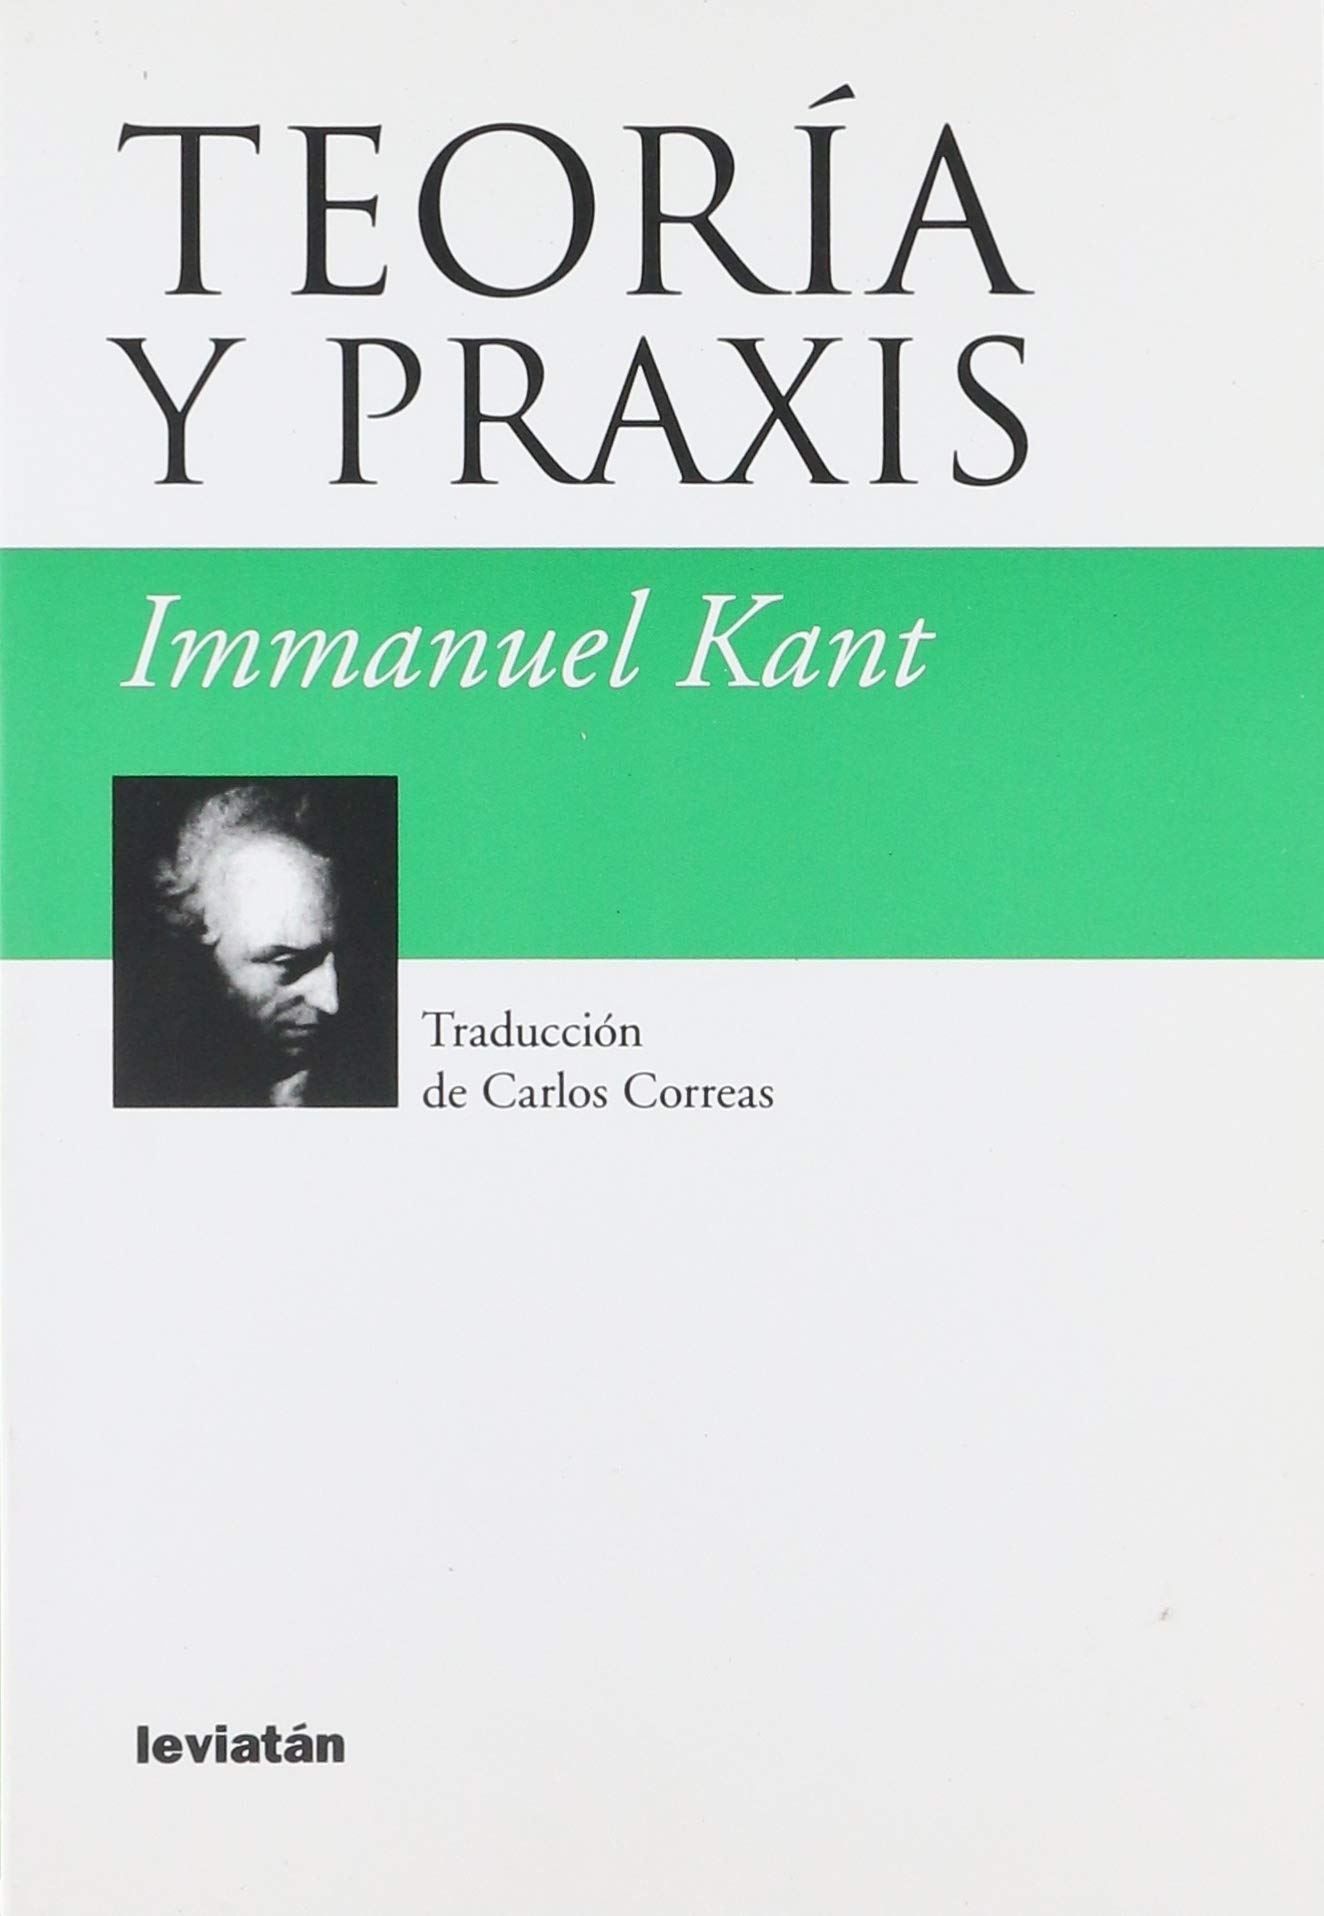 TEORÍA
Y PRAXIS
Immanuel Kant
Traducción
de Carlos Correas
leviatán